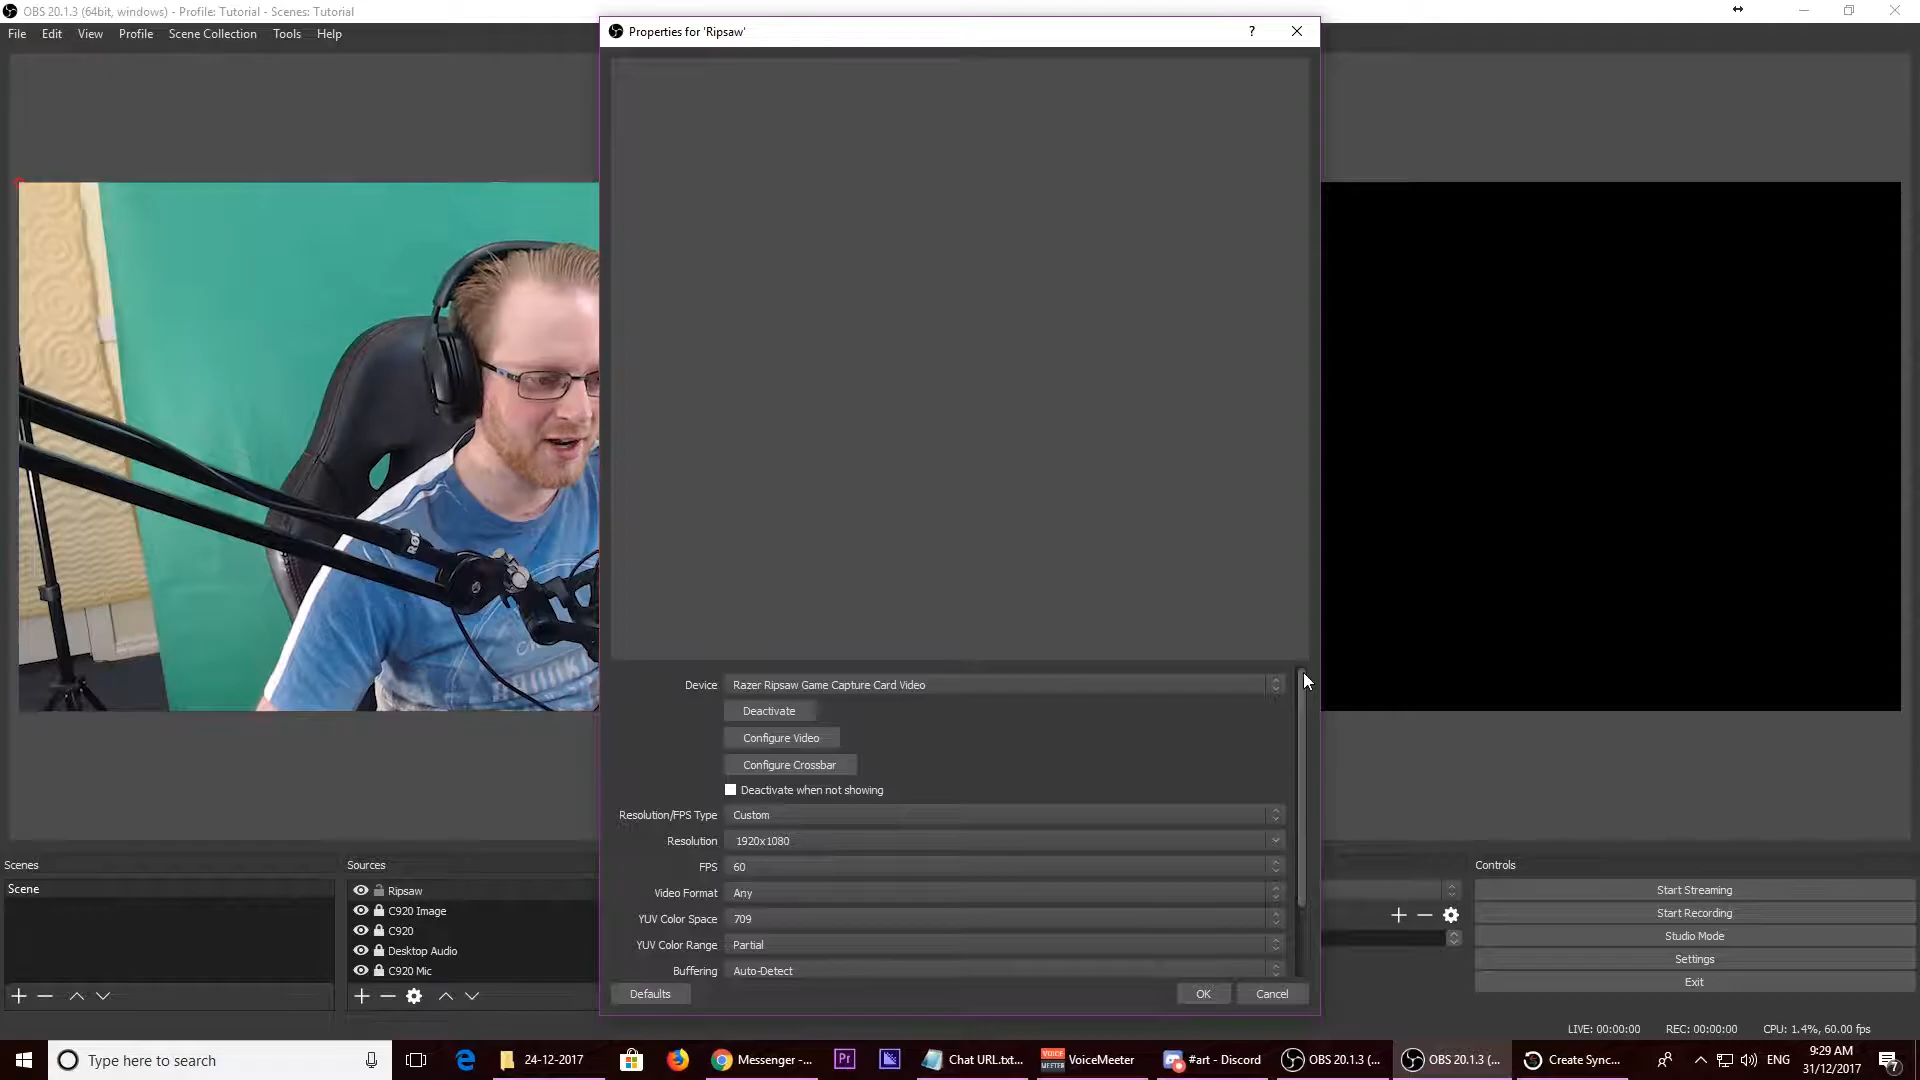 OBS 20.1.3 (64bit, windows) - Profile: Tutorial - Scenes: Tutorial
File Edit View Profile Scene Collection Tools Help
Properties for 'Ripsaw'
?
Device Razer Ripsaw Game Capture Card Video
Deactivate
Configure Video
Configure Crossbar
Deactivate when not showing
Resolution/FPS Type Custom
Resolution 1920x1080
FPS 60
Video Format Any
YUV Color Space 709
YUV Color Range Partial
Buffering Auto-Detect
Defaults OK Cancel
Scenes
Scene
Sources
Ripsaw
C920 Image
C920
Desktop Audio
C920 Mic
Controls
Start Streaming
Start Recording
Studio Mode
Settings
Exit
LIVE: 00:00:00 REC: 00:00:00 CPU: 1.4%, 60.00 fps
Type here to search
24-12-2017
Messenger -...
Pr
Chat URL.txt...
VOICE MEETER
VoiceMeeter
#art - Discord
OBS 20.1.3 (...
OBS 20.1.3 (...
Create Sync...
ENG
9:29 AM
31/12/2017
7